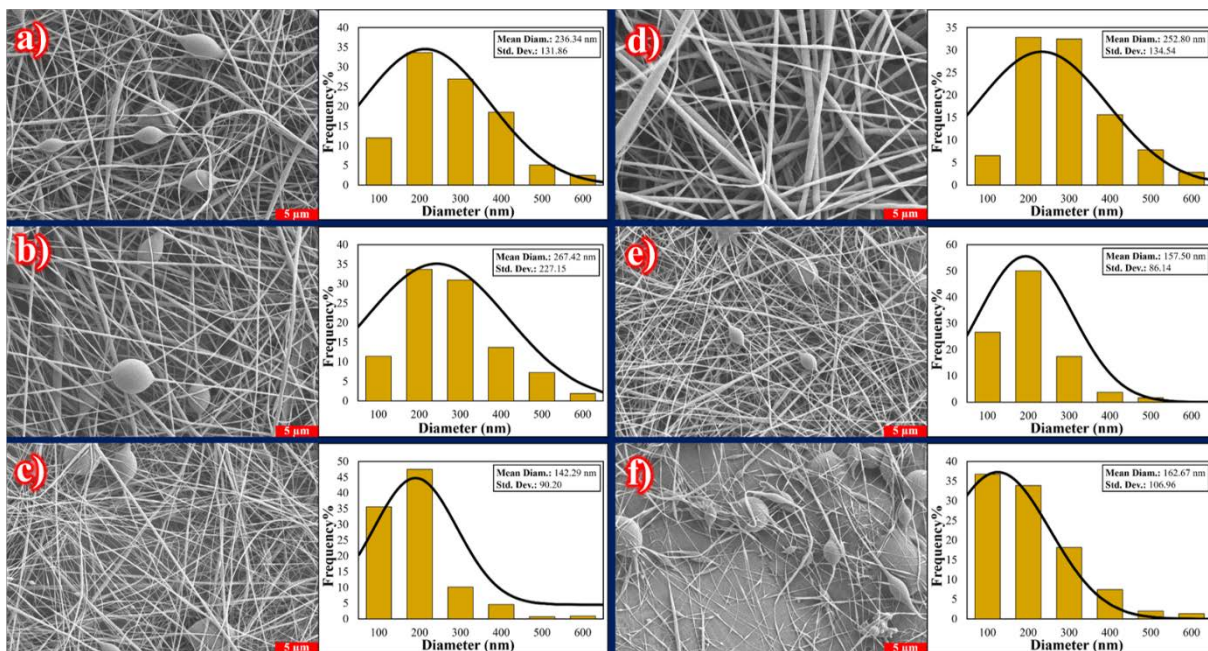 a)
5 µm
Frequency%
40
35
30
25
20
15
10
5
0
Mean Diam.: 236.34 nm
Std. Dev.: 131.86
100 200 300 400 500 600
Diameter (nm)
d)
5 µm
Frequency%
35
30
25
20
15
10
5
0
Mean Diam.: 252.80 nm
Std. Dev.: 134.54
100 200 300 400 500 600
Diameter (nm)
b)
5 µm
Frequency%
40
35
30
25
20
15
10
5
0
Mean Diam.: 267.42 nm
Std. Dev.: 227.15
100 200 300 400 500 600
Diameter (nm)
e)
5 µm
Frequency%
60
50
40
30
20
10
0
Mean Diam.: 157.50 nm
Std. Dev.: 86.14
100 200 300 400 500 600
Diameter (nm)
c)
5 µm
Frequency%
50
45
40
35
30
25
20
15
10
5
0
Mean Diam.: 142.29 nm
Std. Dev.: 90.20
100 200 300 400 500 600
Diameter (nm)
f)
5 µm
Frequency%
40
35
30
25
20
15
10
5
0
Mean Diam.: 162.67 nm
Std. Dev.: 106.96
100 200 300 400 500 600
Diameter (nm)